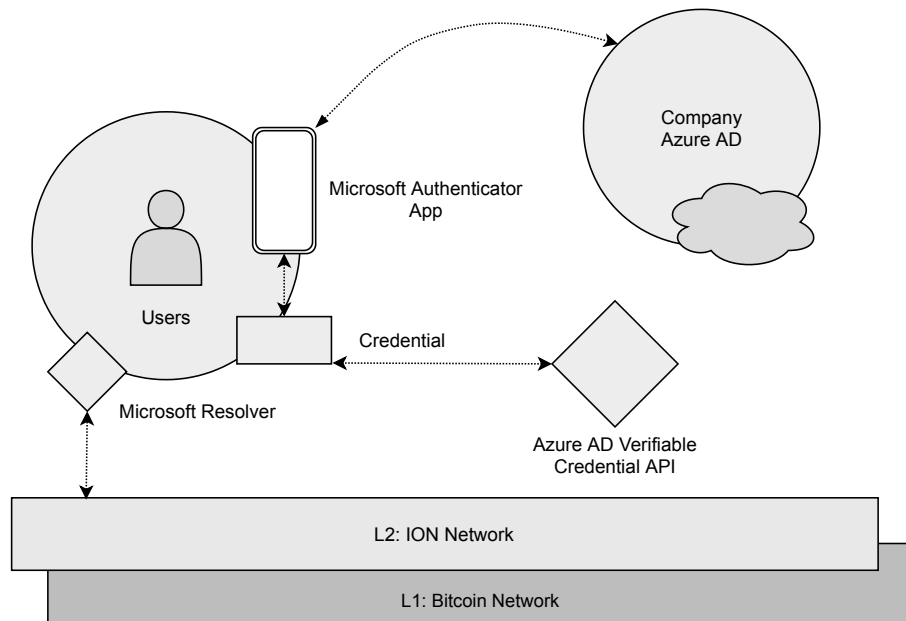 Company
Azure AD
Microsoft Authenticator
App
Users
Credential
Microsoft Resolver
Azure AD Verifiable
Credential API
L2: ION Network
L1: Bitcoin Network